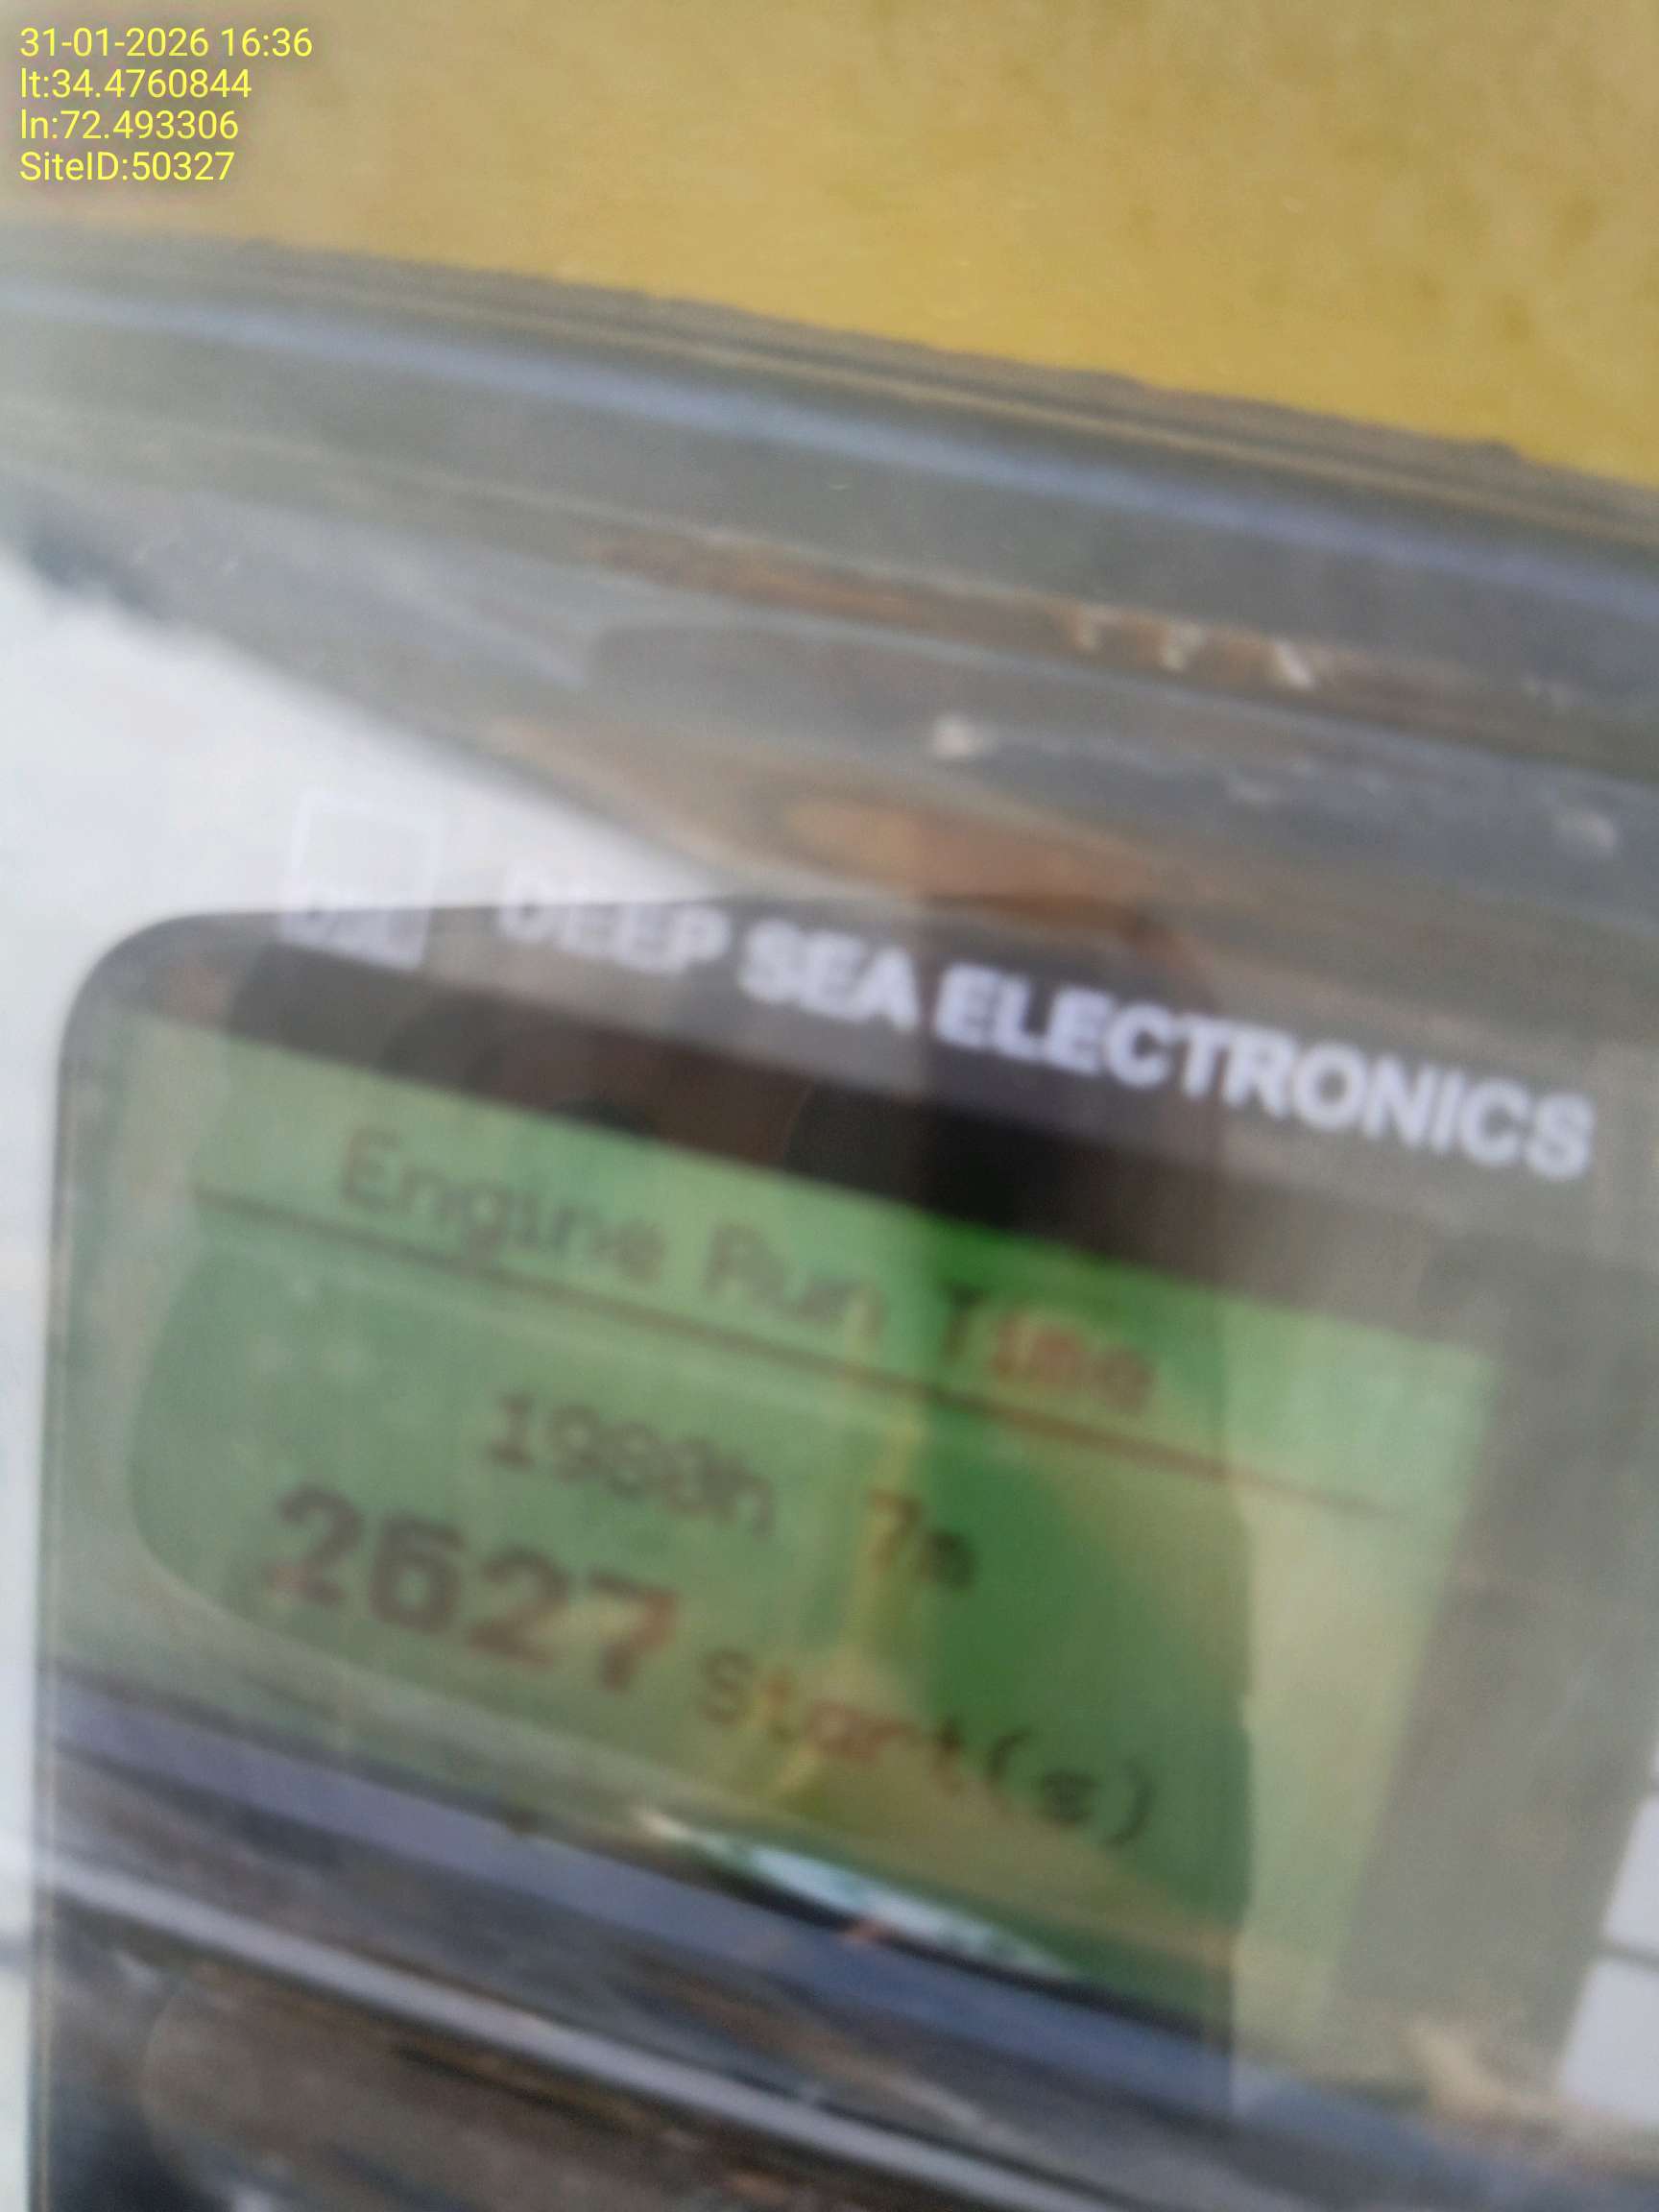 31-01-2026 16:36
lt:34.4760844
ln:72.493306
SiteID:50327
DEEP SEA ELECTRONICS
Engine Run Time
7m
2627 Start(s)